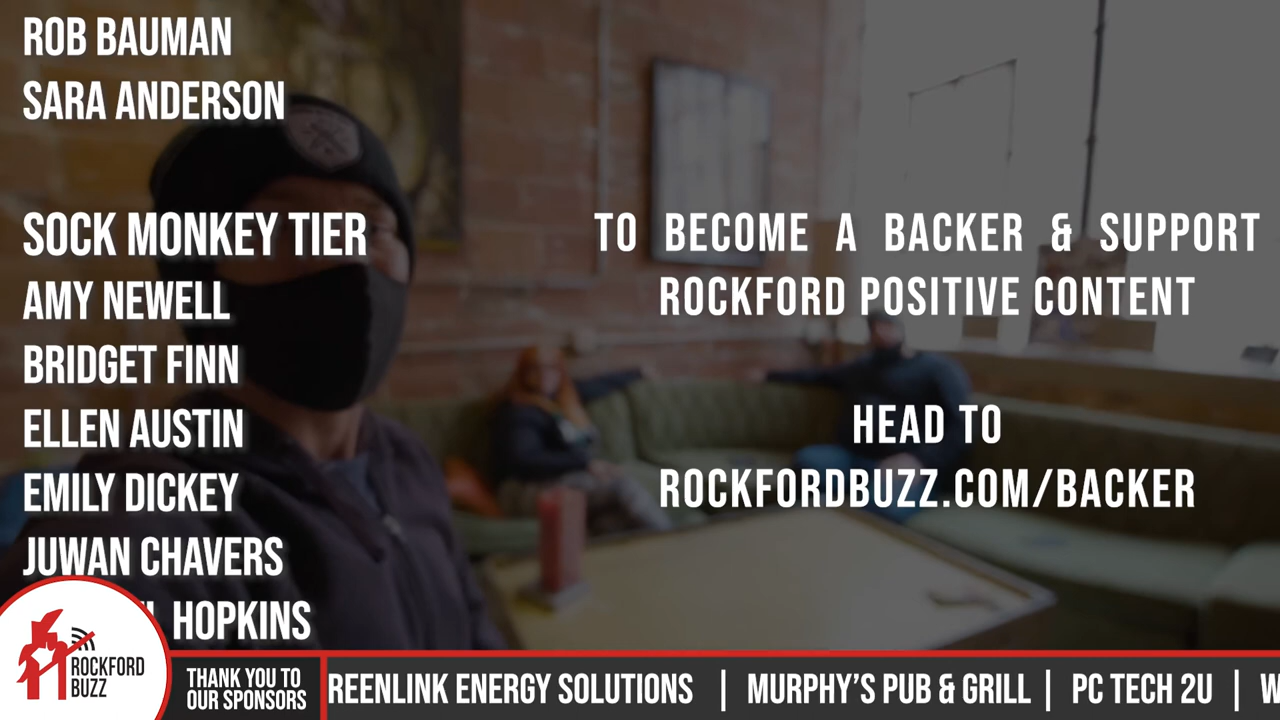 ROB BAUMAN
SARA ANDERSON
SOCK MONKEY TIER
AMY NEWELL
BRIDGET FINN
ELLEN AUSTIN
EMILY DICKEY
JUWAN CHAVERS
HOPKINS
TO BECOME A BACKER & SUPPORT
ROCKFORD POSITIVE CONTENT
HEAD TO
ROCKFORDBUZZ.COM/BACKER
ROCKFORD
BUZZ
THANK YOU TO
OUR SPONSORS
REENLINK ENERGY SOLUTIONS | MURPHY'S PUB & GRILL | PC TECH 2U |